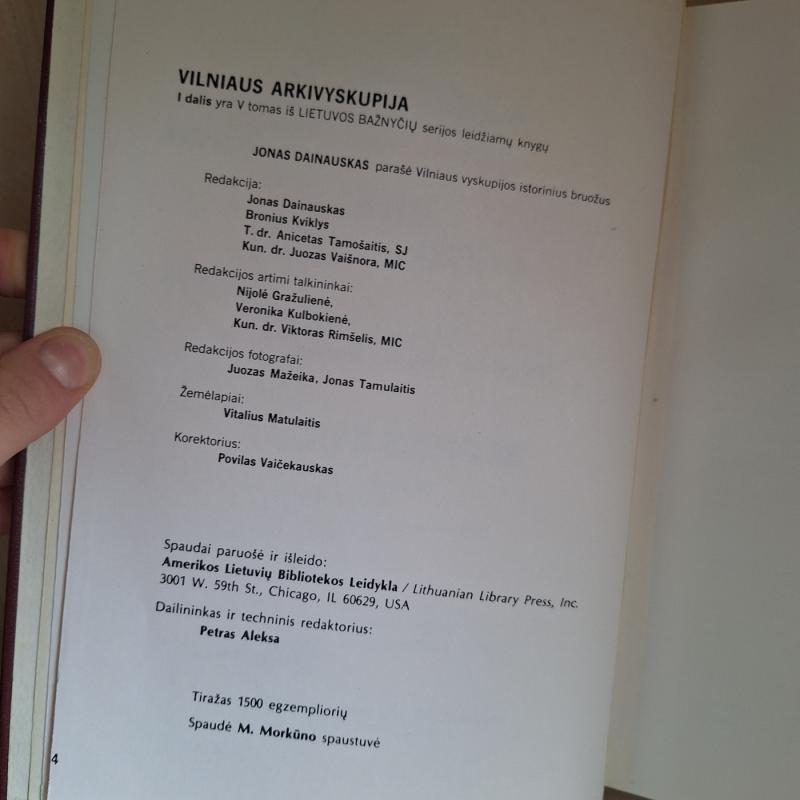 VILNIAUS ARKIVYSKUPIJA
I dalis yra V tomas iš LIETUVOS BAŽNYČIŲ serijos leidžiamų knygų
JONAS DAINAUSKAS parašė Vilniaus vyskupijos istorinius bruožus
Redakcija:
Jonas Dainauskas
Bronius Kviklys
T. dr. Anicetas Tamošaitis, SJ
Kun. dr. Juozas Vaišnora, MIC
Redakcijos artimi talkininkai:
Nijolė Gražulienė,
Veronika Kulbokienė,
Kun. dr. Viktoras Rimšelis, MIC
Redakcijos fotografai:
Juozas Mažeika, Jonas Tamulaitis
Žemėlapiai:
Vitalius Matulaitis
Korektorius:
Povilas Vaičekauskas
Spaudai paruošė ir išleido:
Amerikos Lietuvių Bibliotekos Leidykla / Lithuanian Library Press, Inc.
3001 W. 59th St., Chicago, IL 60629, USA
Dailininkas ir techninis redaktorius:
Petras Aleksa
Tiražas 1500 egzempliorių
Spaudė M. Morkūno spaustuvė
4